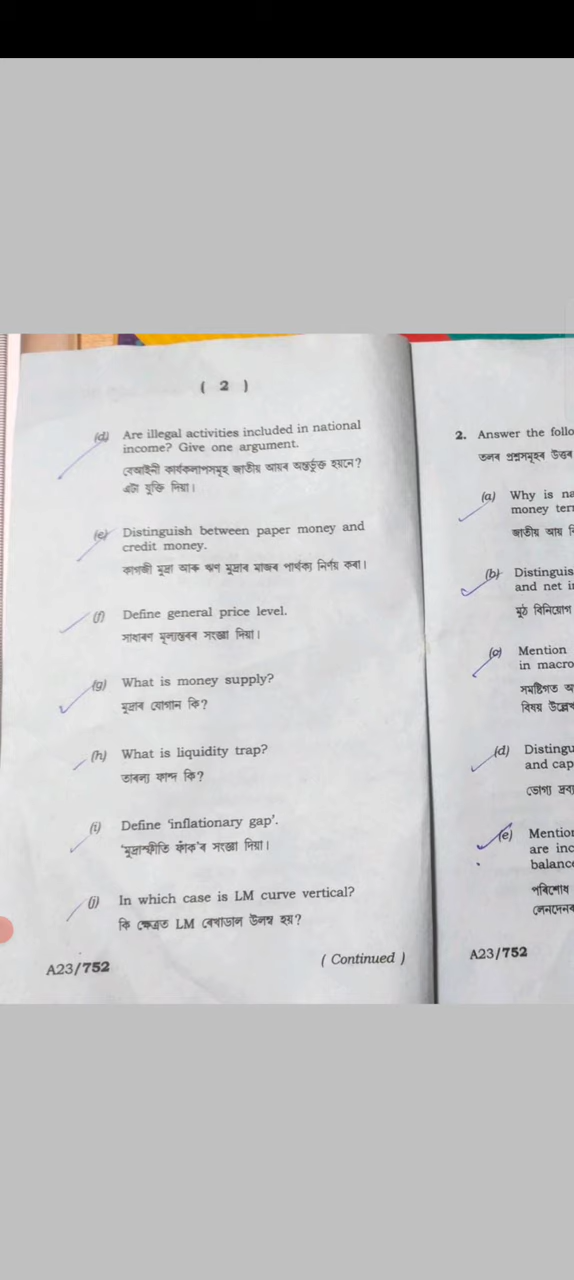 ( 2 )
(d) Are illegal activities included in national
income? Give one argument.
বেআইনী কাৰ্যকলাপসমূহ জাতীয় আয়ৰ অন্তৰ্ভুক্ত হয়নে?
এটা যুক্তি দিয়া।
(e) Distinguish between paper money and
credit money.
কাগজী মুদ্ৰা আৰু ঋণ মুদ্ৰাৰ মাজৰ পাৰ্থক্য নিৰ্ণয় কৰা।
(f) Define general price level.
সাধাৰণ মূল্যস্তৰৰ সংজ্ঞা দিয়া।
(g) What is money supply?
মুদ্ৰাৰ যোগান কি?
(h) What is liquidity trap?
তাৰল্য ফান্দ কি?
(i) Define ‘inflationary gap’.
‘মুদ্ৰাস্ফীতি ফাঁক’ৰ সংজ্ঞা দিয়া।
(j) In which case is LM curve vertical?
কি ক্ষেত্ৰত LM ৰেখাডাল উলম্ব হয়?
A23/752 ( Continued )
2. Answer the follo
তলৰ প্ৰশ্নসমূহৰ উত্তৰ
(a) Why is na
money ter
জাতীয় আয় f
(b) Distinguis
and net i
মুঠ বিনিয়োগ
(c) Mention
in macro
সমষ্টিগত অ
বিষয় উল্লেখ
(d) Distingu
and cap
ভোগ্য দ্ৰব্য
(e) Mention
are inc
balance
পৰিশোধ
লেনদেনৰ
A23/752